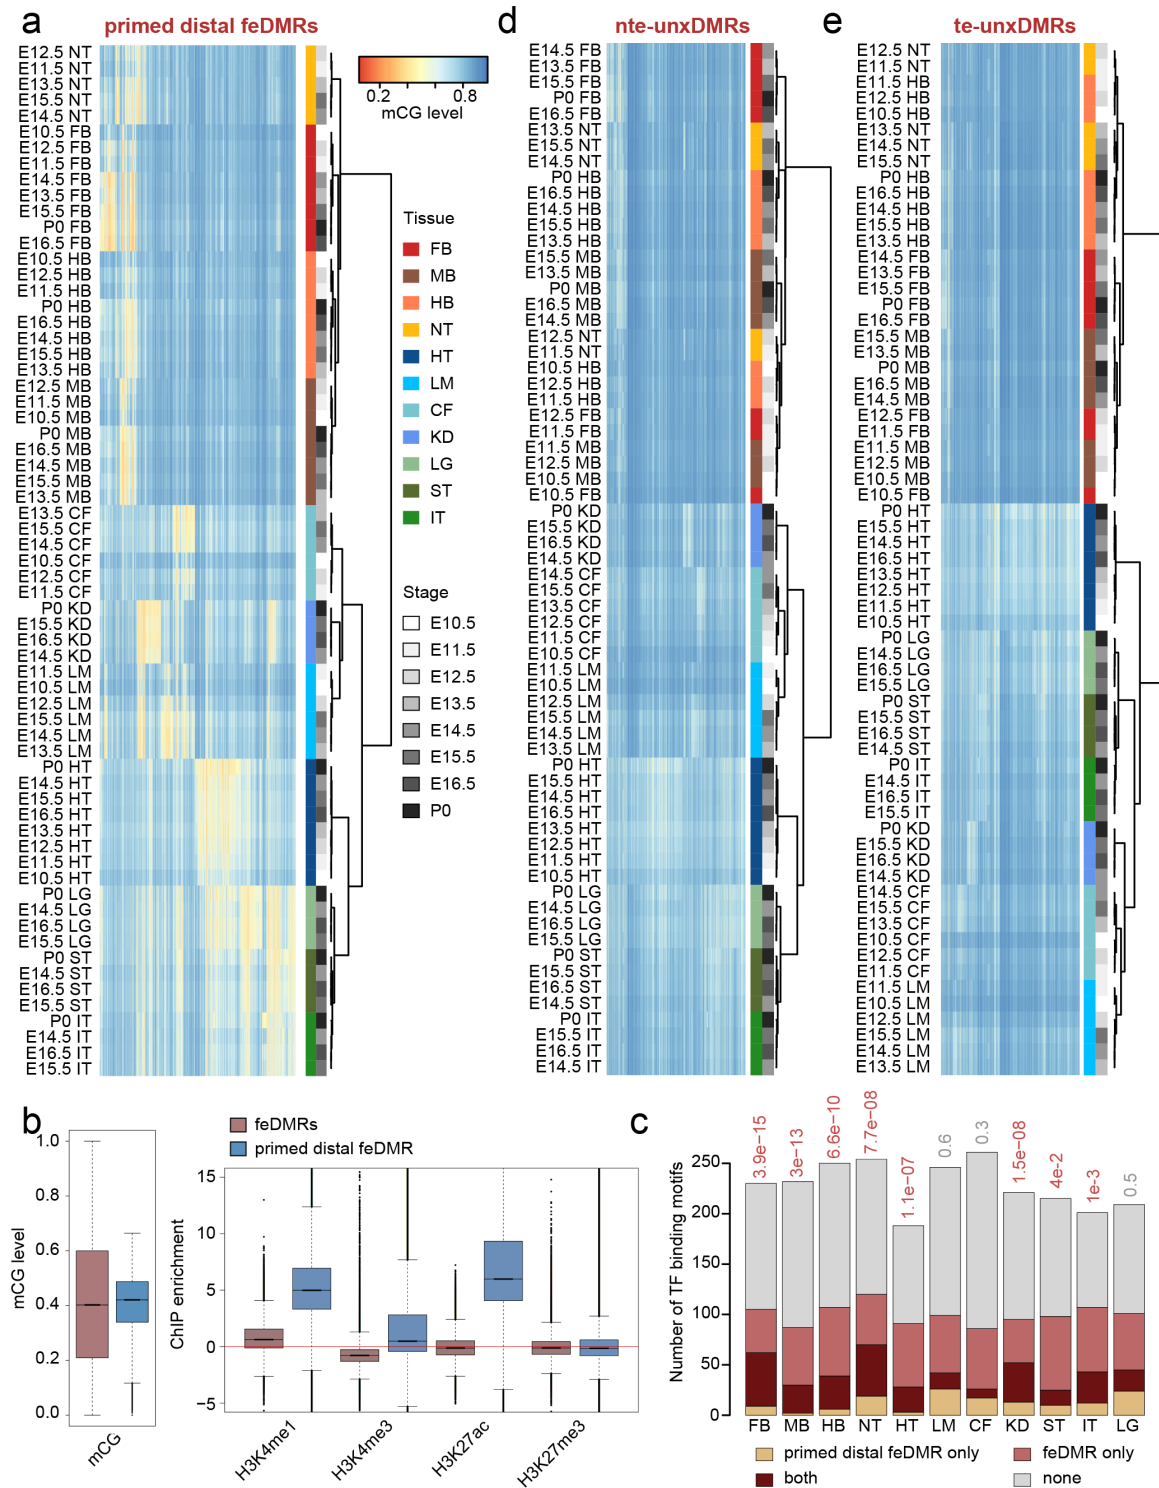 a
primed distal feDMRs
E12.5 NT
E11.5 NT
E13.5 NT
E15.5 NT
E14.5 NT
E10.5 FB
E12.5 FB
E11.5 FB
E14.5 FB
E13.5 FB
E15.5 FB
P0 FB
E16.5 FB
E10.5 HB
E12.5 HB
E11.5 HB
P0 HB
E16.5 HB
E14.5 HB
E15.5 HB
E13.5 HB
E12.5 MB
E11.5 MB
E10.5 MB
P0 MB
E16.5 MB
E14.5 MB
E15.5 MB
E13.5 MB
E13.5 CF
E15.5 CF
E14.5 CF
E10.5 CF
E12.5 CF
E11.5 CF
P0 KD
E15.5 KD
E16.5 KD
E14.5 KD
E11.5 LM
E10.5 LM
E12.5 LM
E15.5 LM
E14.5 LM
E13.5 LM
P0 HT
E14.5 HT
E15.5 HT
E16.5 HT
E13.5 HT
E12.5 HT
E11.5 HT
E10.5 HT
P0 LG
E14.5 LG
E16.5 LG
E15.5 LG
P0 ST
E14.5 ST
E16.5 ST
E15.5 ST
P0 IT
E14.5 IT
E16.5 IT
E15.5 IT
0.2 0.8
mCG level
Tissue
FB
MB
HB
NT
HT
LM
CF
KD
LG
ST
IT
Stage
E10.5
E11.5
E12.5
E13.5
E14.5
E15.5
E16.5
P0
d
nte-unxDMRs
E14.5 FB
E13.5 FB
E15.5 FB
P0 FB
E16.5 FB
E13.5 NT
E15.5 NT
E14.5 NT
P0 HB
E16.5 HB
E14.5 HB
E15.5 HB
E13.5 HB
E15.5 MB
E13.5 MB
P0 MB
E16.5 MB
E14.5 MB
E12.5 NT
E11.5 NT
E10.5 HB
E12.5 HB
E11.5 HB
E12.5 FB
E11.5 FB
E11.5 MB
E12.5 MB
E10.5 MB
E10.5 FB
P0 KD
E15.5 KD
E16.5 KD
E14.5 KD
E14.5 CF
E15.5 CF
E13.5 CF
E12.5 CF
E11.5 CF
E10.5 CF
E11.5 LM
E10.5 LM
E12.5 LM
E15.5 LM
E14.5 LM
E13.5 LM
P0 HT
E15.5 HT
E14.5 HT
E16.5 HT
E13.5 HT
E12.5 HT
E11.5 HT
E10.5 HT
P0 LG
E14.5 LG
E16.5 LG
E15.5 LG
P0 ST
E15.5 ST
E16.5 ST
E14.5 ST
P0 IT
E15.5 IT
E16.5 IT
E14.5 IT
e
te-unxDMRs
E12.5 NT
E11.5 NT
E11.5 HB
E12.5 HB
E10.5 HB
E13.5 NT
E14.5 NT
E15.5 NT
P0 HB
E16.5 HB
E14.5 HB
E15.5 HB
E13.5 HB
E14.5 FB
E13.5 FB
E15.5 FB
P0 FB
E16.5 FB
E15.5 MB
E13.5 MB
P0 MB
E16.5 MB
E14.5 MB
E12.5 FB
E11.5 FB
E11.5 MB
E12.5 MB
E10.5 MB
E10.5 FB
P0 HT
E15.5 HT
E14.5 HT
E16.5 HT
E13.5 HT
E12.5 HT
E11.5 HT
E10.5 HT
P0 LG
E14.5 LG
E16.5 LG
E15.5 LG
P0 ST
E15.5 ST
E16.5 ST
E14.5 ST
P0 IT
E14.5 IT
E16.5 IT
E15.5 IT
P0 KD
E15.5 KD
E16.5 KD
E14.5 KD
E14.5 CF
E15.5 CF
E13.5 CF
E10.5 CF
E12.5 CF
E11.5 CF
E11.5 LM
E10.5 LM
E12.5 LM
E15.5 LM
E14.5 LM
E13.5 LM
b
feDMRs
primed distal feDMR
mCG level
1.0
0.8
0.6
0.4
0.2
0.0
mCG
ChIP enrichment
15
10
5
0
−5
H3K4me1
H3K4me3
H3K27ac
H3K27me3
c
3.9e−15
3e−13
6.6e−10
7.7e−08
1.1e−07
0.6
0.3
1.5e−08
4e-2
1e-3
0.5
Number of TF binding motifs
250
200
150
100
50
0
FB MB HB NT HT LM CF KD ST IT LG
primed distal feDMR only
feDMR only
both
none